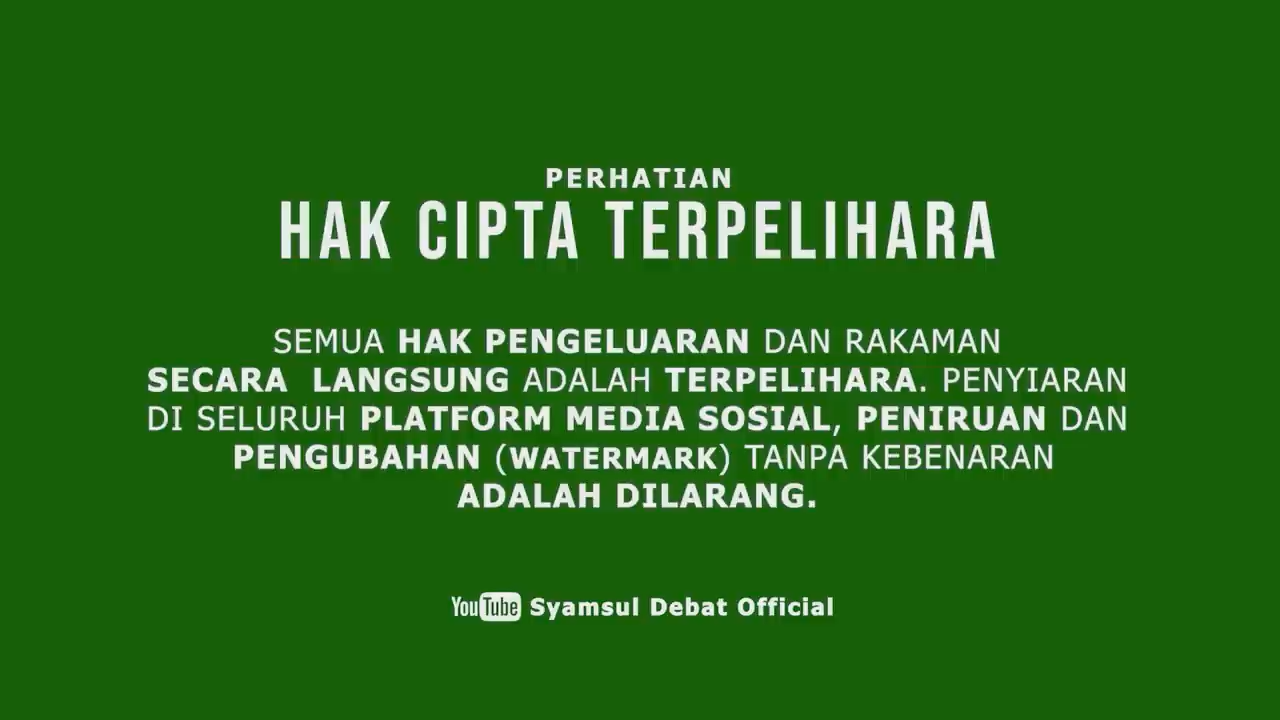 PERHATIAN
HAK CIPTA TERPELIHARA
SEMUA HAK PENGELUARAN DAN RAKAMAN
SECARA LANGSUNG ADALAH TERPELIHARA. PENYIARAN
DI SELURUH PLATFORM MEDIA SOSIAL, PENIRUAN DAN
PENGUBAHAN (WATERMARK) TANPA KEBENARAN
ADALAH DILARANG.
YouTube Syamsul Debat Official